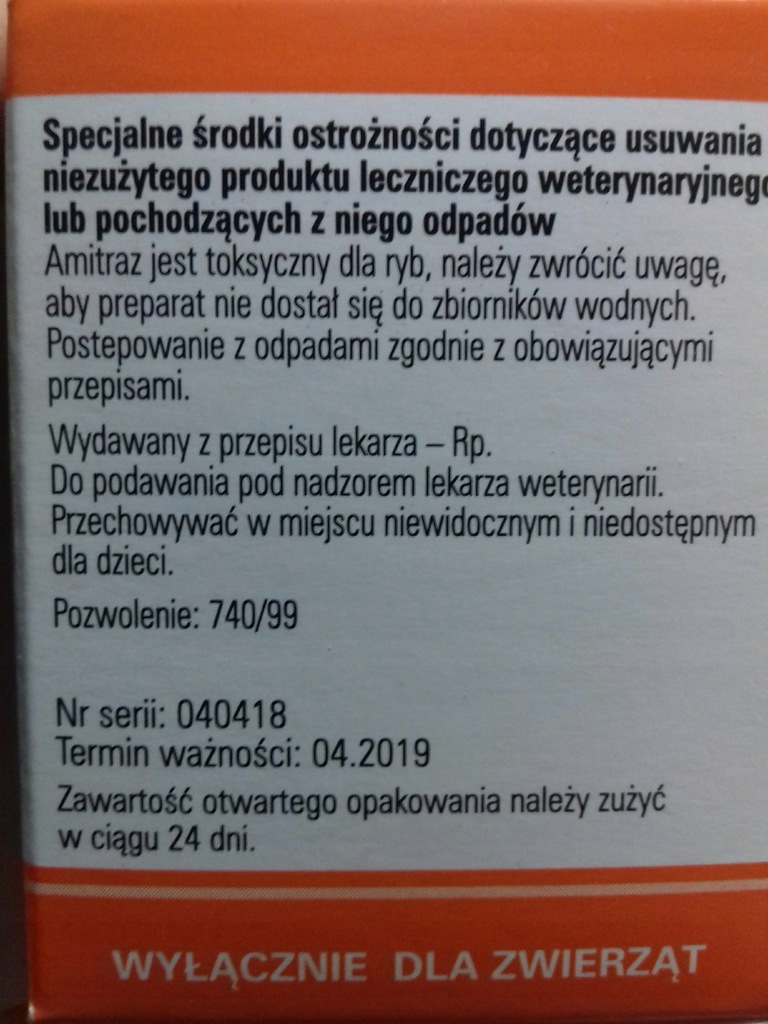 Specjalne środki ostrożności dotyczące usuwania
niezużytego produktu leczniczego weterynaryjnego
lub pochodzących z niego odpadów
Amitraz jest toksyczny dla ryb, należy zwrócić uwagę,
aby preparat nie dostał się do zbiorników wodnych.
Postepowanie z odpadami zgodnie z obowiązującymi
przepisami.
Wydawany z przepisu lekarza – Rp.
Do podawania pod nadzorem lekarza weterynarii.
Przechowywać w miejscu niewidocznym i niedostępnym
dla dzieci.
Pozwolenie: 740/99
Nr serii: 040418
Termin ważności: 04.2019
Zawartość otwartego opakowania należy zużyć
w ciągu 24 dni.
WYŁĄCZNIE DLA ZWIERZĄT